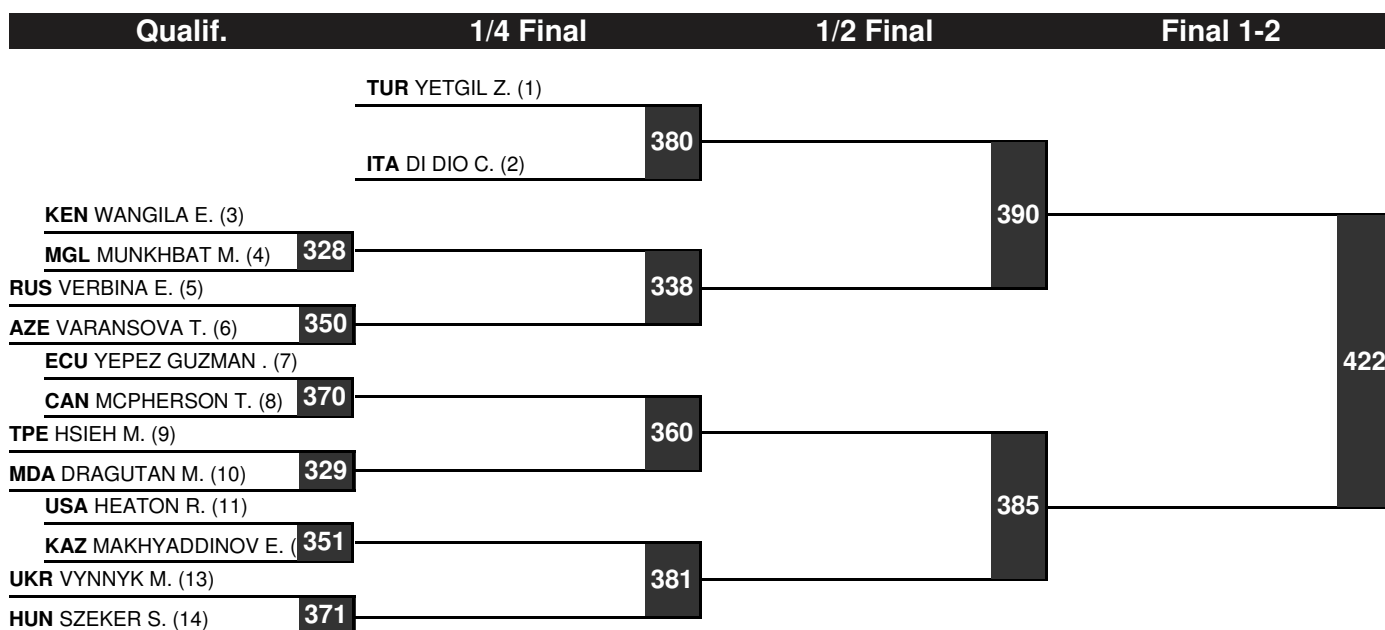 Qualif. 1/4 Final 1/2 Final Final 1-2
TUR YETGIL Z. (1)
380
ITA DI DIO C. (2)
KEN WANGILA E. (3)
390
MGL MUNKHBAT M. (4) 328
RUS VERBINA E. (5)
338
AZE VARANSOVA T. (6) 350
ECU YEPEZ GUZMAN . (7)
422
CAN MCPHERSON T. (8) 370
TPE HSIEH M. (9)
360
MDA DRAGUTAN M. (10) 329
USA HEATON R. (11)
385
KAZ MAKHYADDINOV E. ( 351
UKR VYNNYK M. (13)
381
HUN SZEKER S. (14) 371